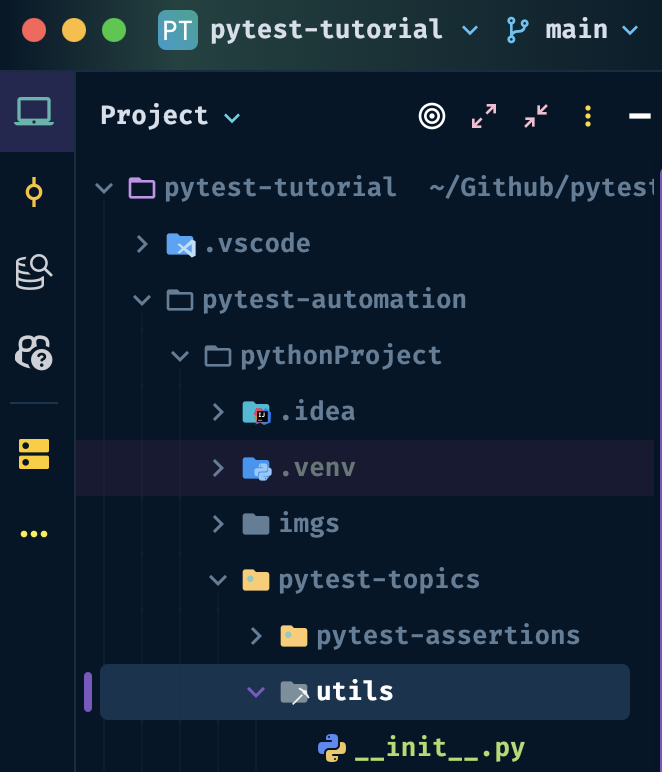 PT pytest-tutorial main
Project
pytest-tutorial ~/Github/pytest
.vscode
pytest-automation
pythonProject
.idea
.venv
imgs
pytest-topics
pytest-assertions
utils
__init__.py